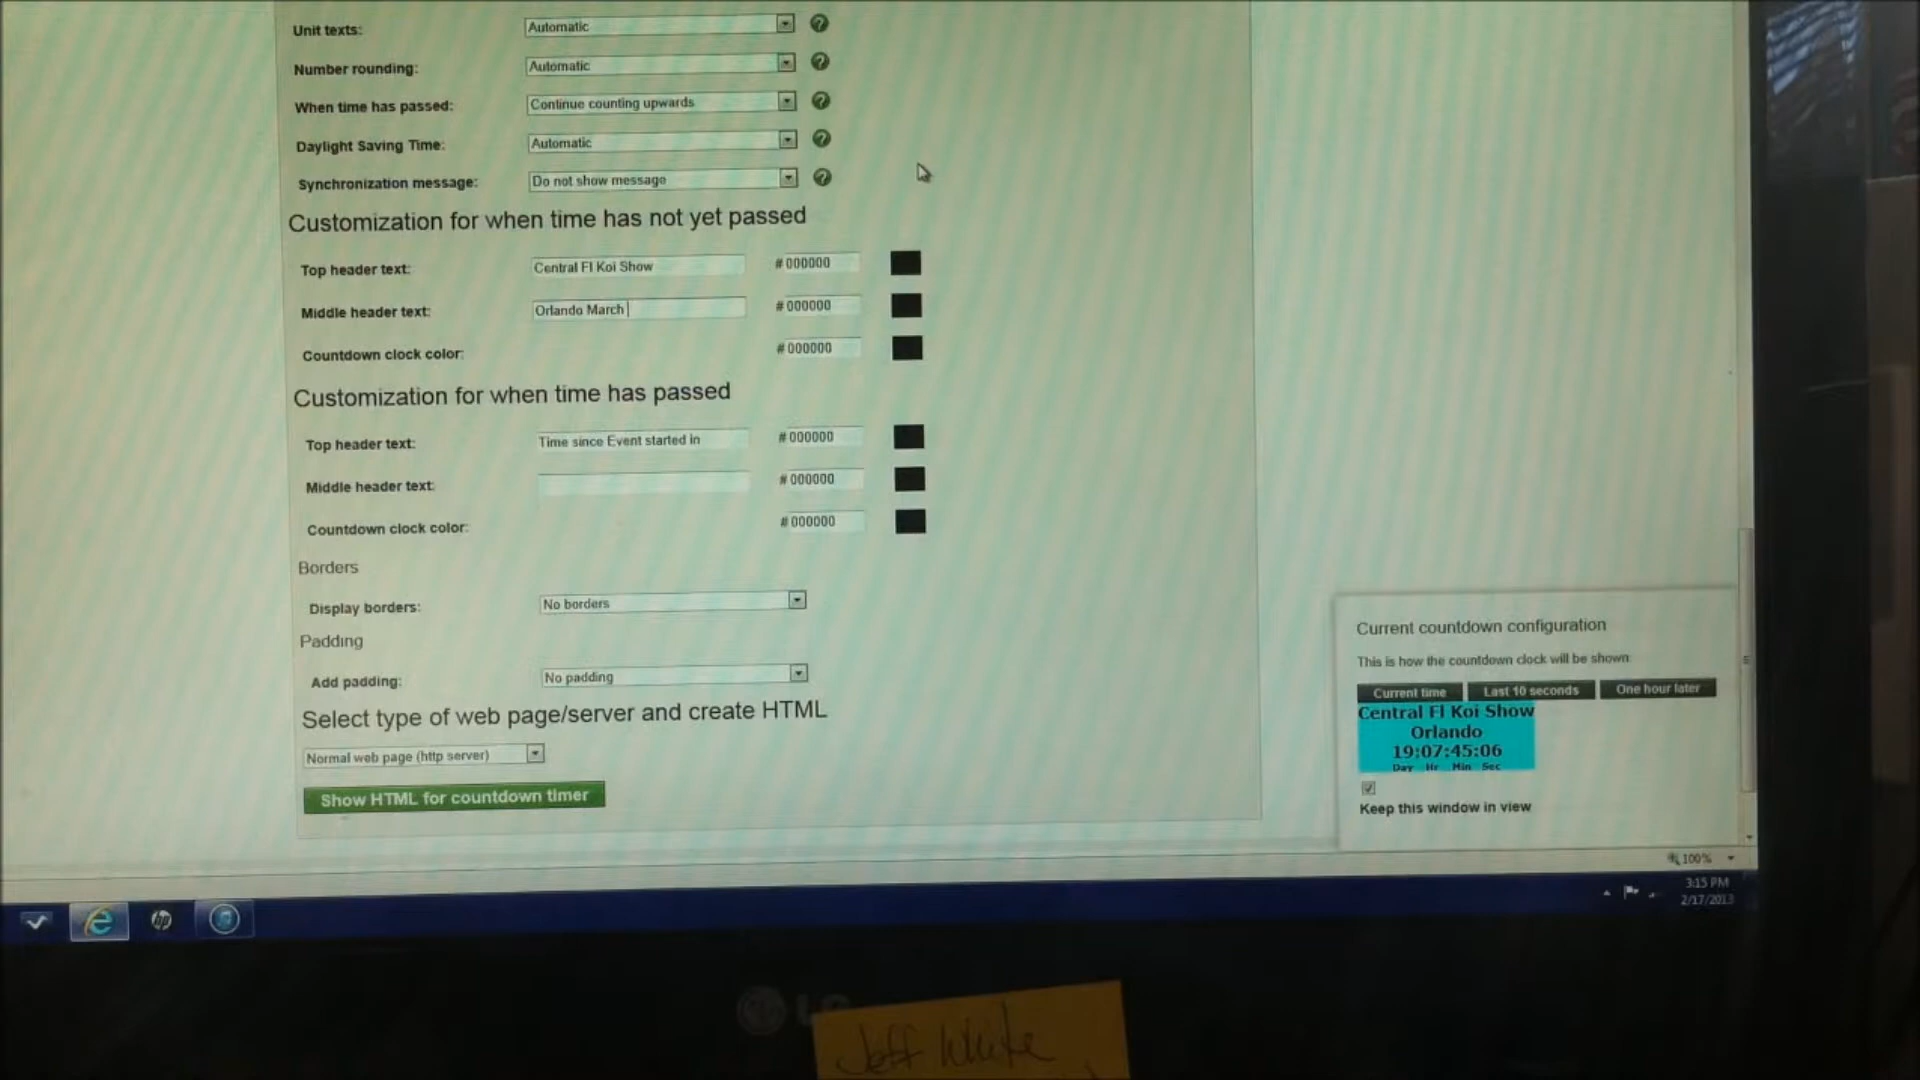 Unit texts: Automatic
Number rounding: Automatic
When time has passed: Continue counting upwards
Daylight Saving Time: Automatic
Synchronization message: Do not show message
Customization for when time has not yet passed
Top header text: Central Fl Koi Show # 000000
Middle header text: Orlando March # 000000
Countdown clock color: # 000000
Customization for when time has passed
Top header text: Time since Event started in # 000000
Middle header text: # 000000
Countdown clock color: # 000000
Borders
Display borders: No borders
Padding
Add padding: No padding
Select type of web page/server and create HTML
Normal web page (http server)
Show HTML for countdown timer
Current countdown configuration
This is how the countdown clock will be shown:
Current time Last 10 seconds One hour later
Central Fl Koi Show
Orlando
19:07:45:06
Day Hr Min Sec
Keep this window in view
100%
3:15 PM
2/17/2013
hp
LG
Jeff White